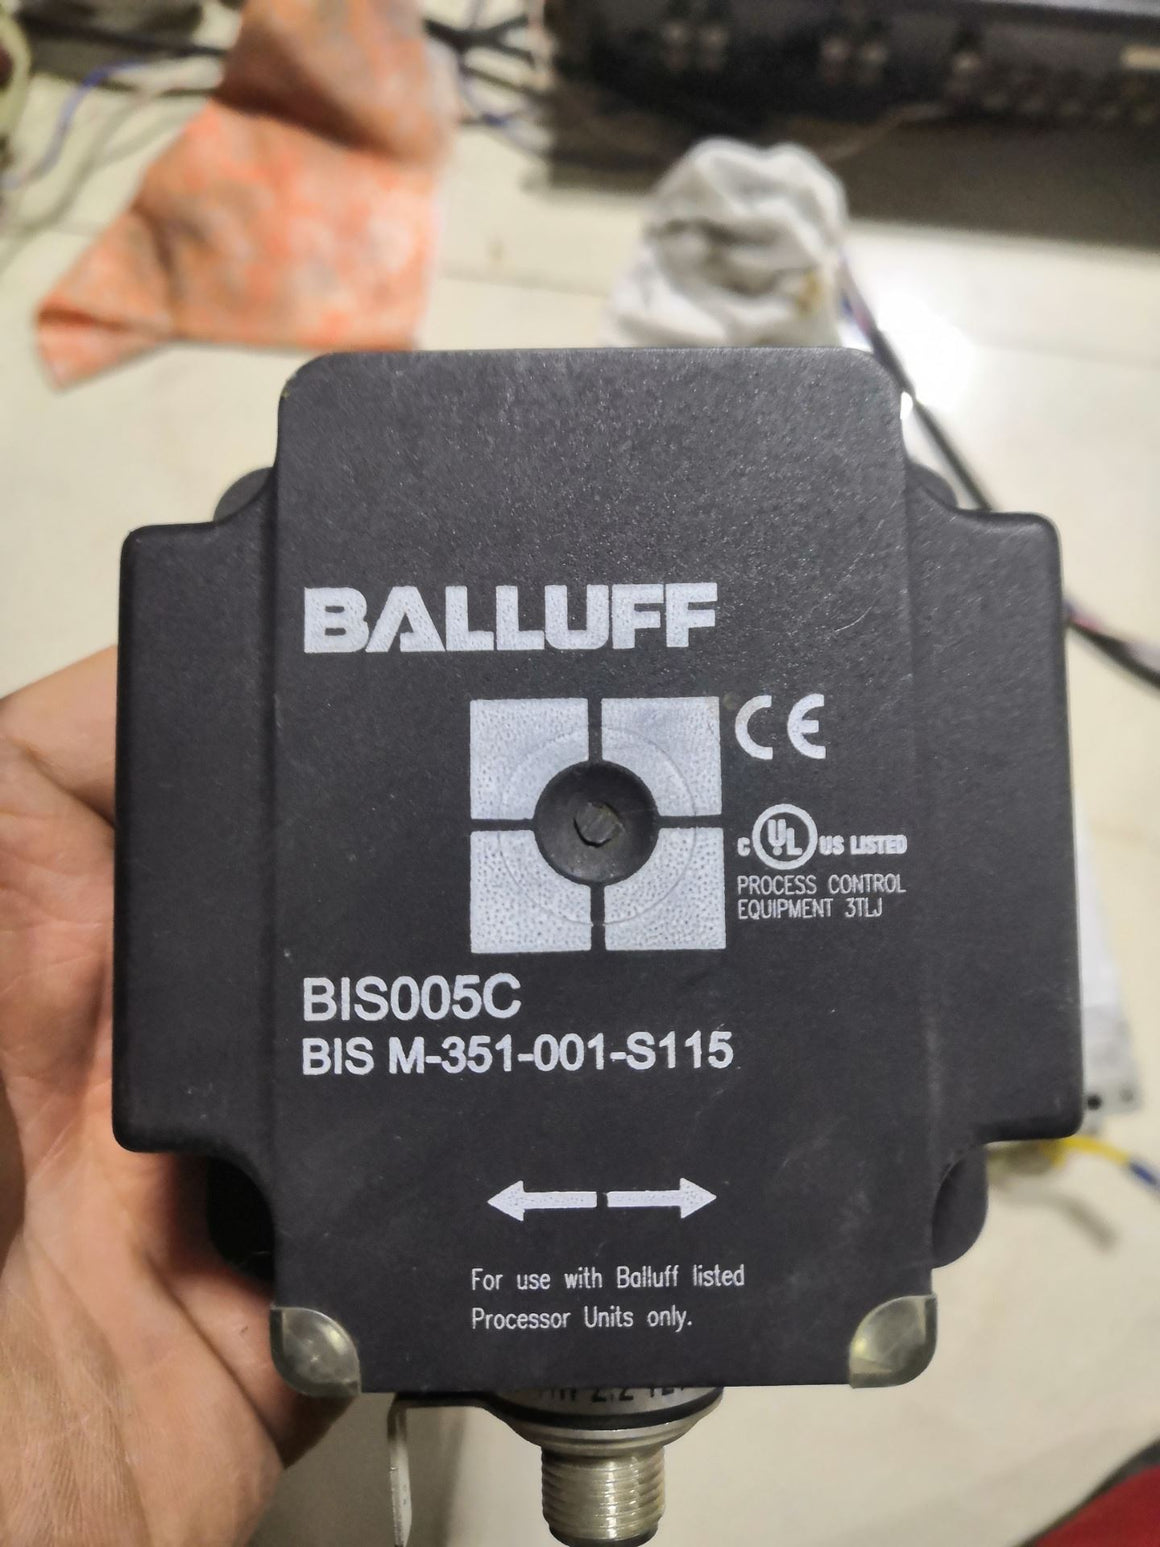 BALLUFF
CE
C UL US LISTED
PROCESS CONTROL
EQUIPMENT 3TLJ
BIS005C
BIS M-351-001-S115
For use with Balluff listed
Processor Units only.